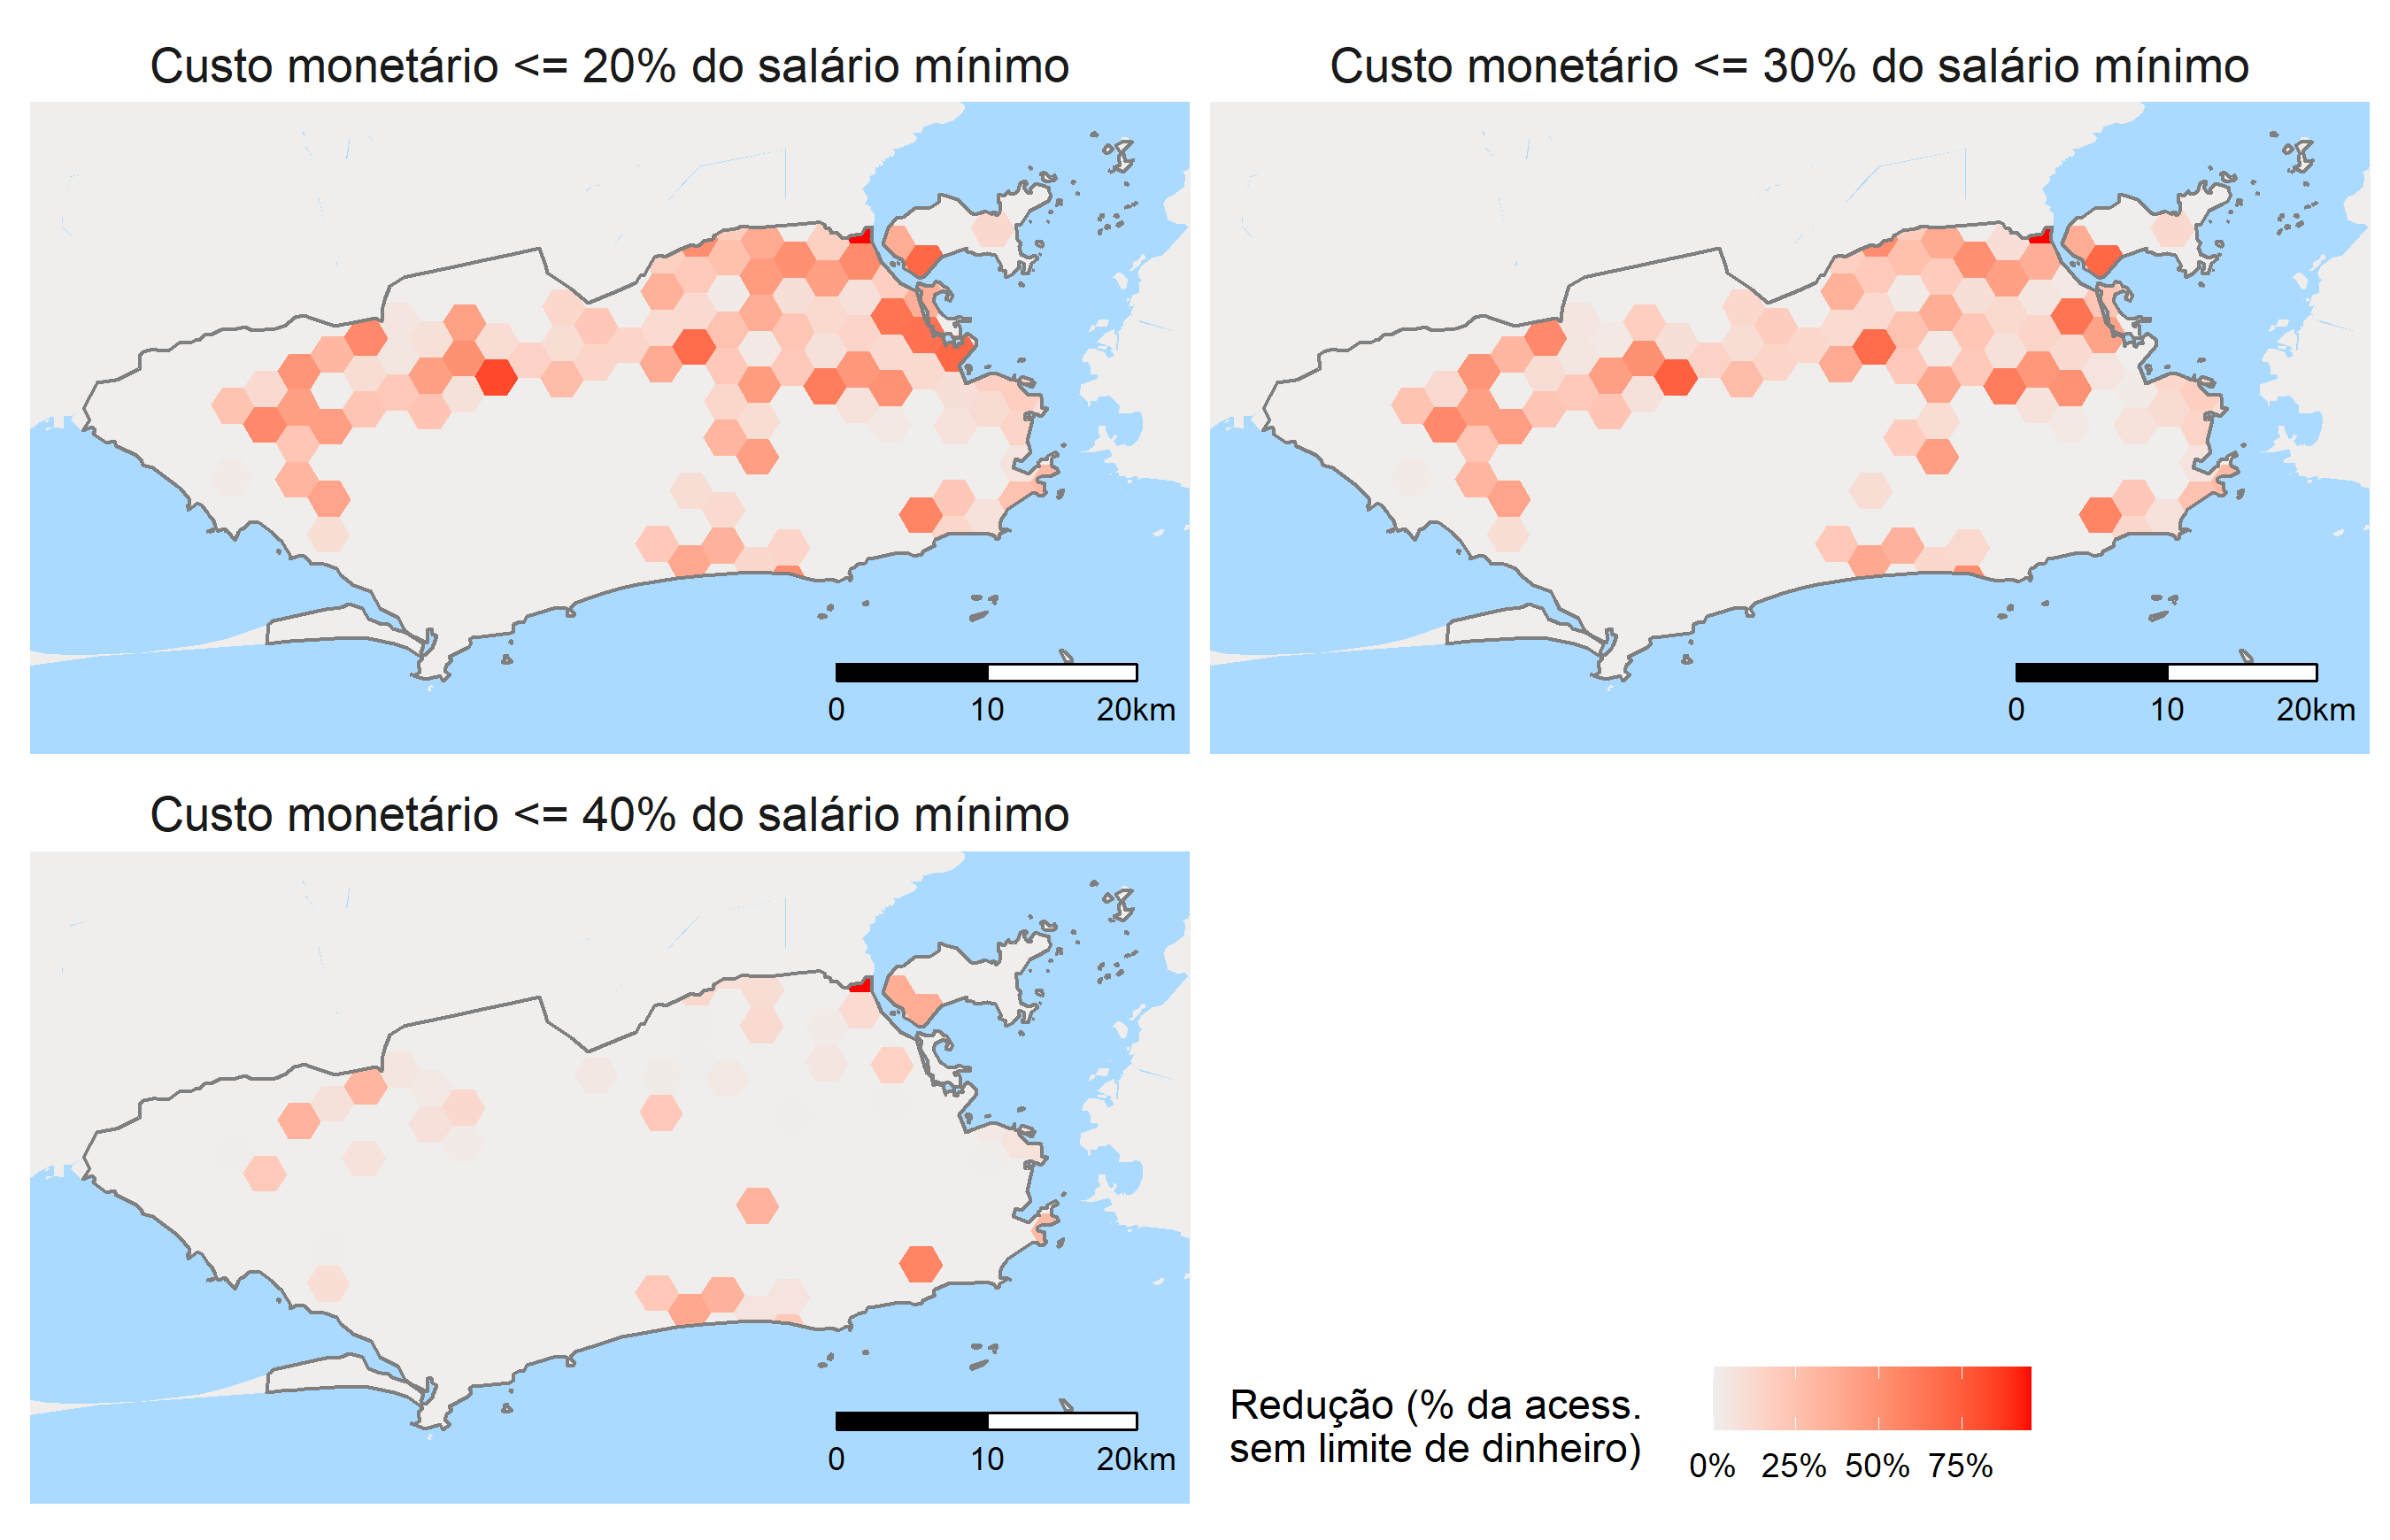 Custo monetário <= 20% do salário mínimo
Custo monetário <= 30% do salário mínimo
0 10 20km
0 10 20km
Custo monetário <= 40% do salário mínimo
0 10 20km
Redução (% da acess.
sem limite de dinheiro)
0% 25% 50% 75%